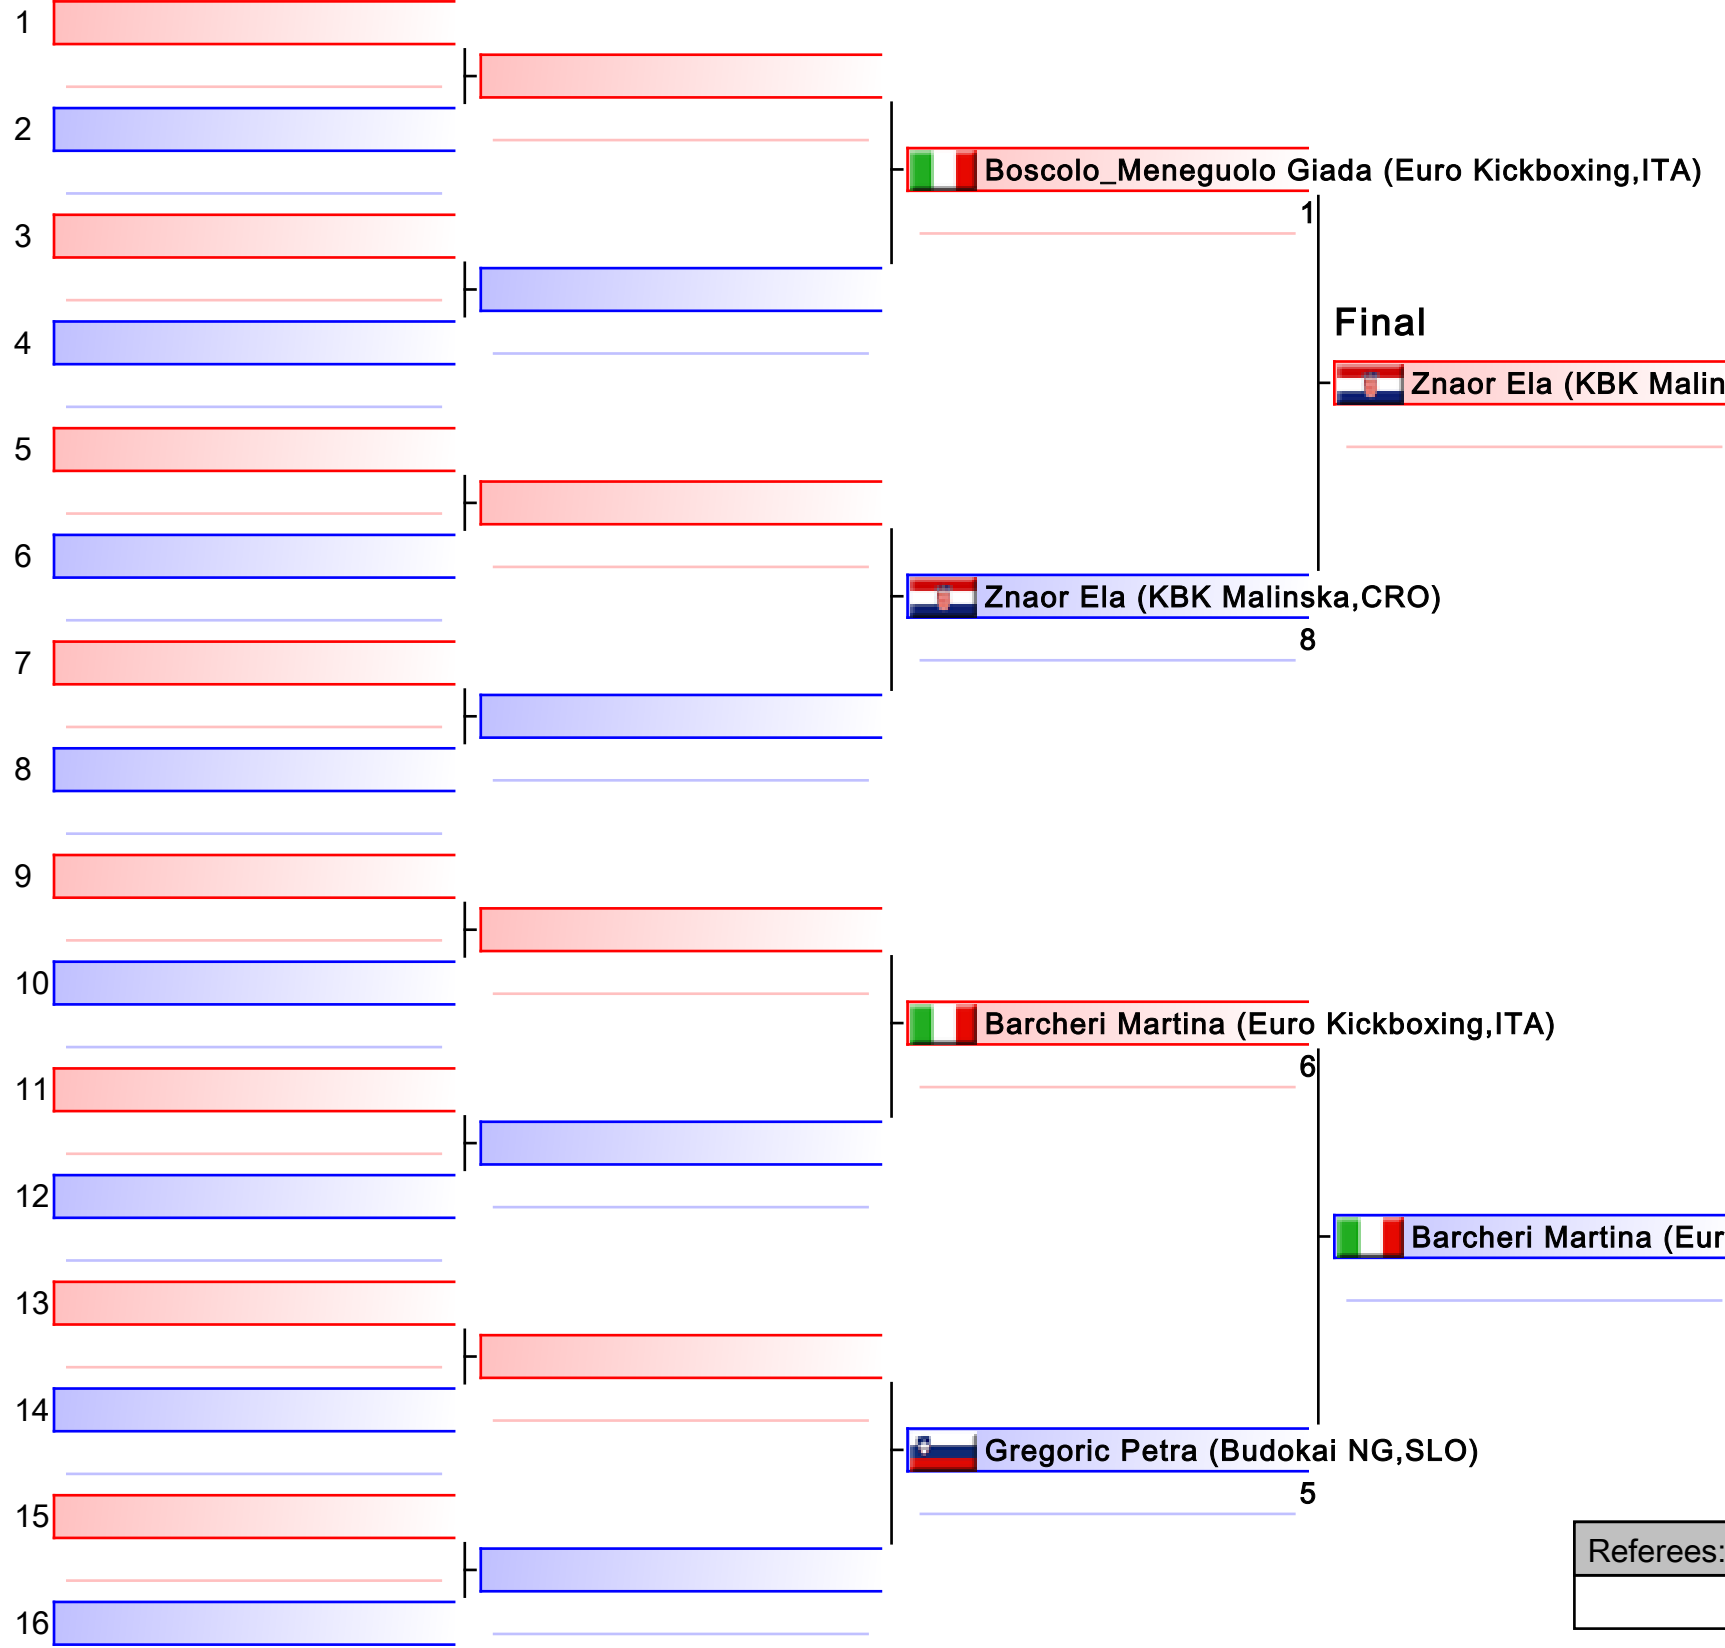 1
2
Boscolo_Meneguolo Giada (Euro Kickboxing,ITA)
1
3
Final
4
Znaor Ela (KBK Malin
5
6
Znaor Ela (KBK Malinska,CRO)
8
7
8
9
10
Barcheri Martina (Euro Kickboxing,ITA)
6
11
12
Barcheri Martina (Eur
13
14
Gregoric Petra (Budokai NG,SLO)
5
15
Referees:
16